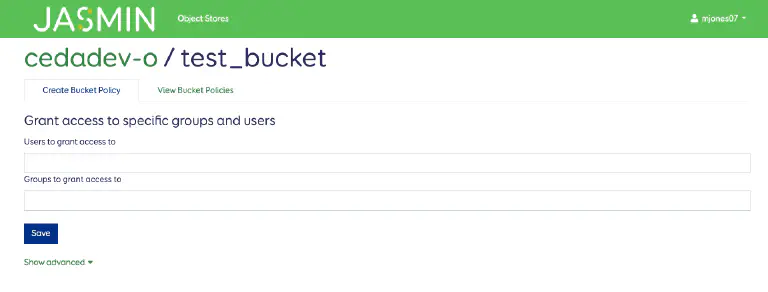 JASMIN Object Stores mjones07
cedadev-o / test_bucket
Create Bucket Policy View Bucket Policies
Grant access to specific groups and users
Users to grant access to
Groups to grant access to
Save
Show advanced